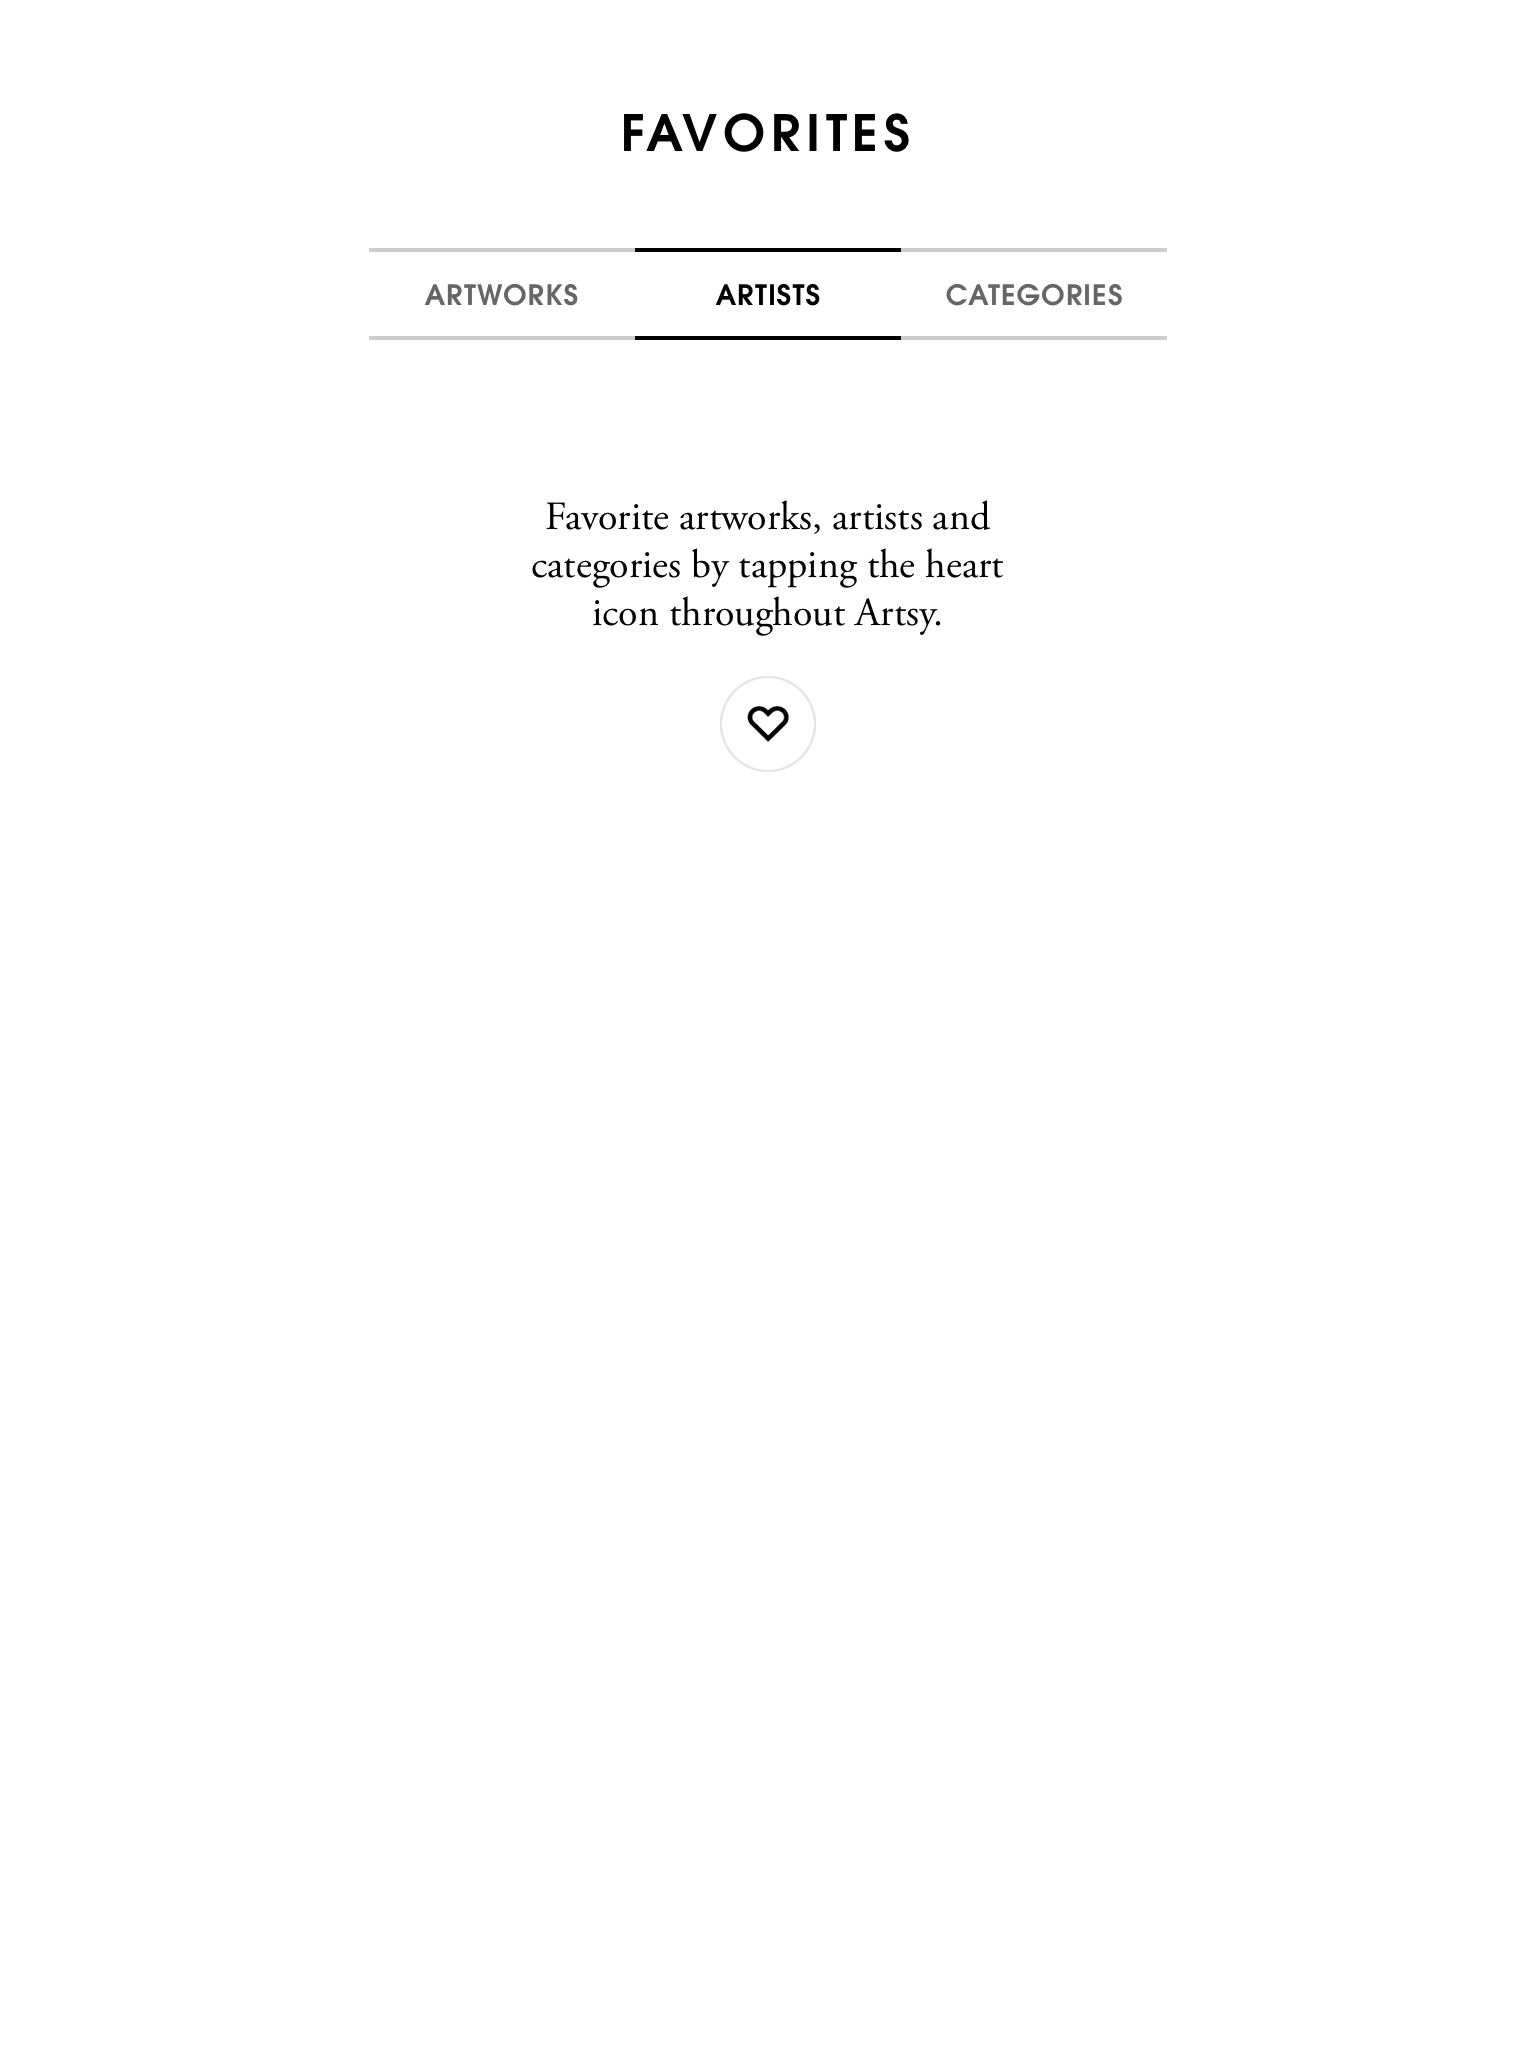 FAVORITES
ARTWORKS
ARTISTS
CATEGORIES
Favorite artworks, artists and
categories by tapping the heart
icon throughout Artsy.